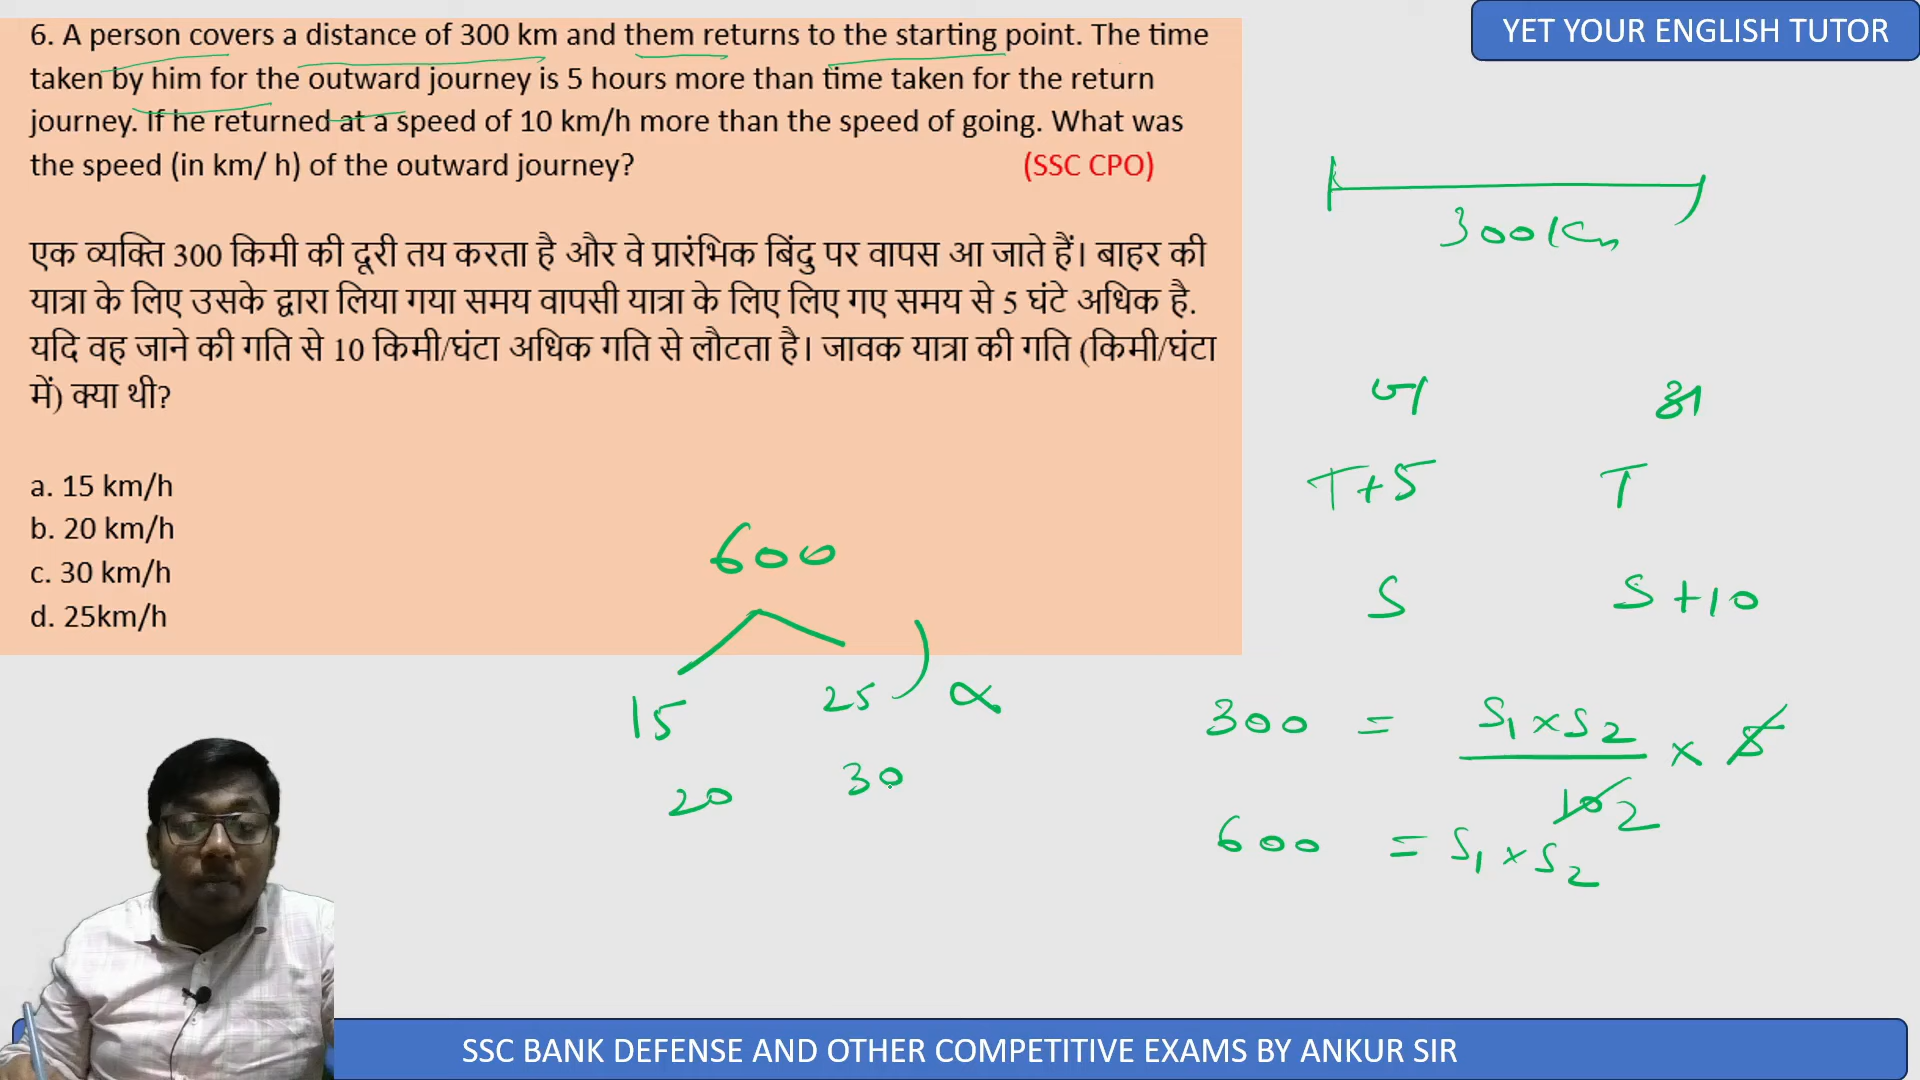 YET YOUR ENGLISH TUTOR
6. A person covers a distance of 300 km and them returns to the starting point. The time
taken by him for the outward journey is 5 hours more than time taken for the return
journey. If he returned at a speed of 10 km/h more than the speed of going. What was
the speed (in km/ h) of the outward journey? (SSC CPO)
एक व्यक्ति 300 किमी की दूरी तय करता है और वे प्रारंभिक बिंदु पर वापस आ जाते हैं। बाहर की
यात्रा के लिए उसके द्वारा लिया गया समय वापसी यात्रा के लिए लिए गए समय से 5 घंटे अधिक है.
यदि वह जाने की गति से 10 किमी/घंटा अधिक गति से लौटता है। जावक यात्रा की गति (किमी/घंटा
में) क्या थी?
a. 15 km/h
b. 20 km/h
c. 30 km/h
d. 25km/h
600
15 25
20 30
300 Km
जा आ
T+5 T
S S+10
300 = S1 x S2 x 5
10 2
600 = S1 x S2
SSC BANK DEFENSE AND OTHER COMPETITIVE EXAMS BY ANKUR SIR